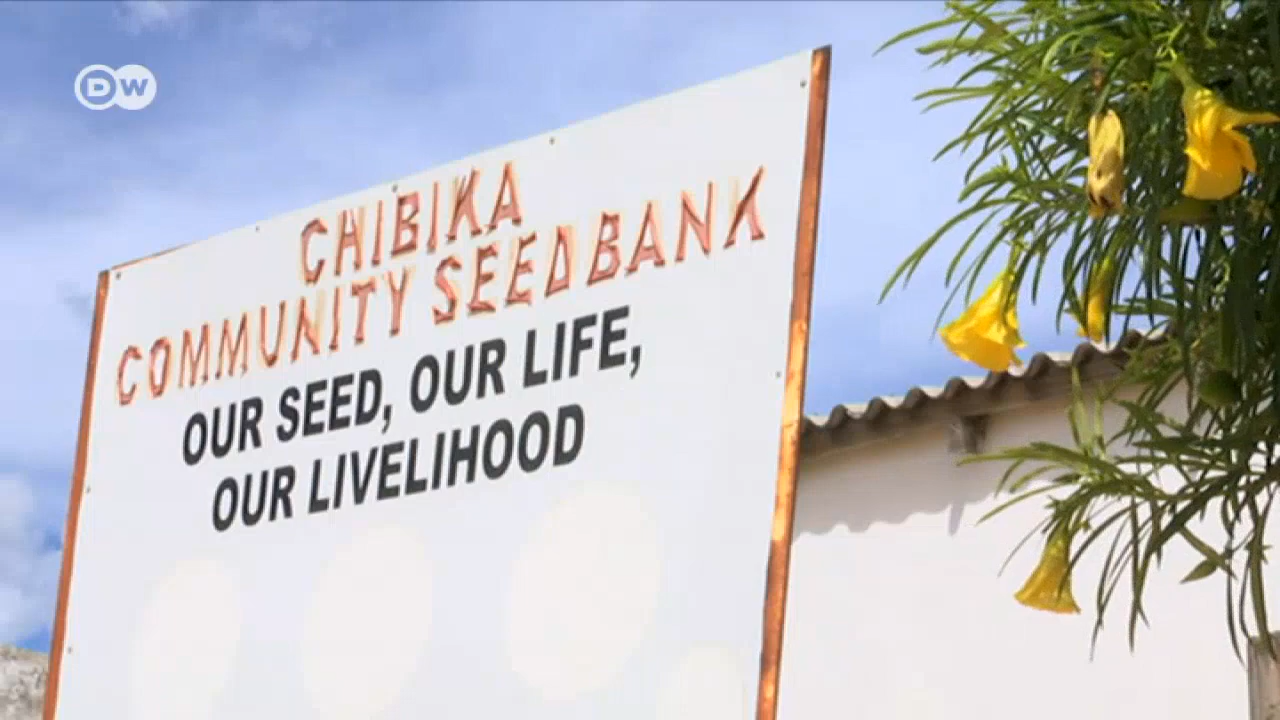 DW
CHIBIKA
COMMUNITY SEEDBANK
OUR SEED, OUR LIFE,
OUR LIVELIHOOD